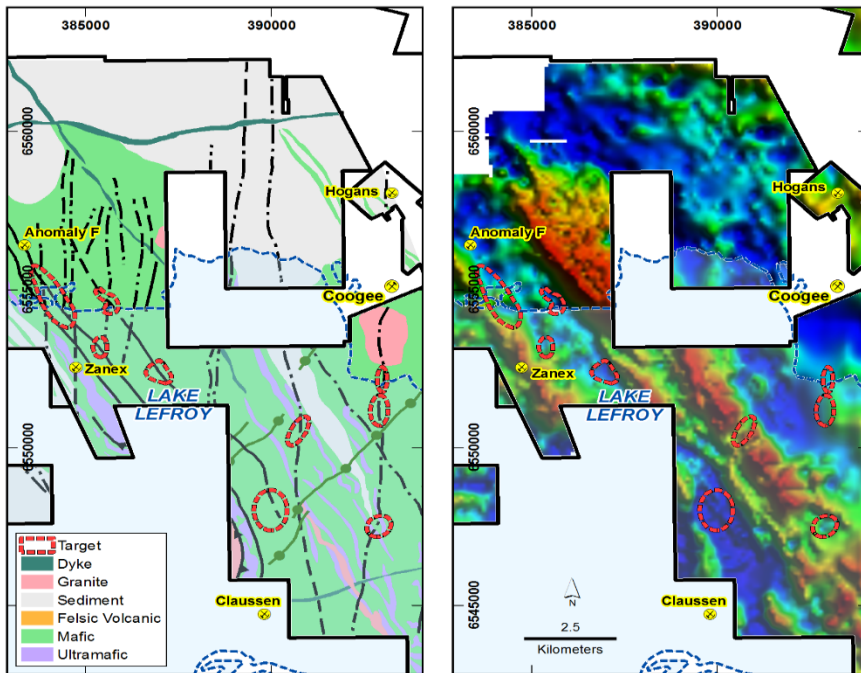 385000
390000
6560000
Hogans
Anomaly F
6555000
Coogee
Zanex
LAKE
LEFROY
6550000
Target
Dyke
Granite
Sediment
Felsic Volcanic
Mafic
Ultramafic
Claussen
385000
390000
6560000
Hogans
Anomaly F
6555000
Coogee
Zanex
LAKE
LEFROY
6550000
N
2.5
Kilometers
Claussen
6545000